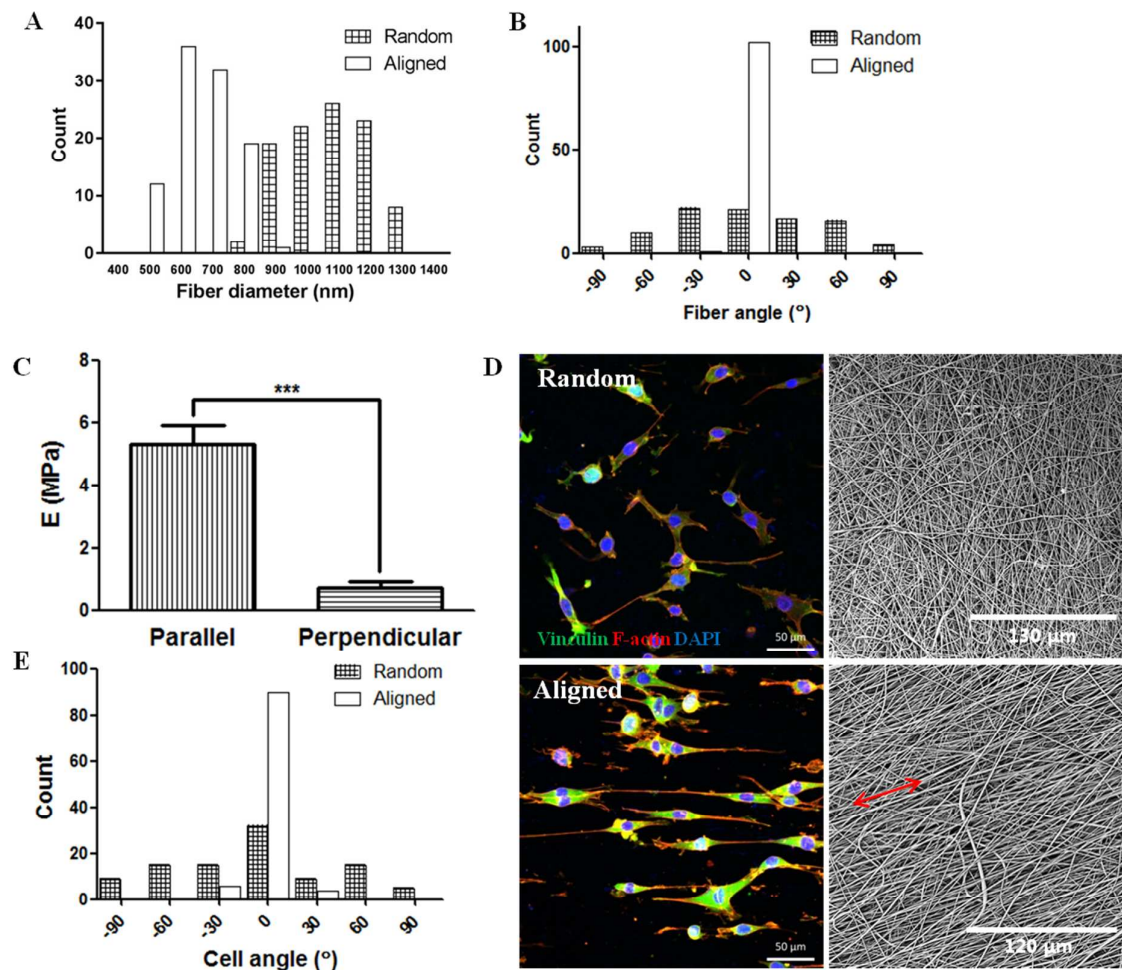 A
40
30
20
10
0
Count
Random
Aligned
400 500 600 700 800 900 1000 1100 1200 1300 1400
Fiber diameter (nm)
B
100
50
0
Count
Random
Aligned
-90 -60 -30 0 30 60 90
Fiber angle (°)
C
8
6
4
2
0
E (MPa)
***
Parallel Perpendicular
D
Random
Vinculin F-actin DAPI
50 µm
130 µm
Aligned
50 µm
120 µm
E
100
80
60
40
20
0
Count
Random
Aligned
-90 -60 -30 0 30 60 90
Cell angle (°)